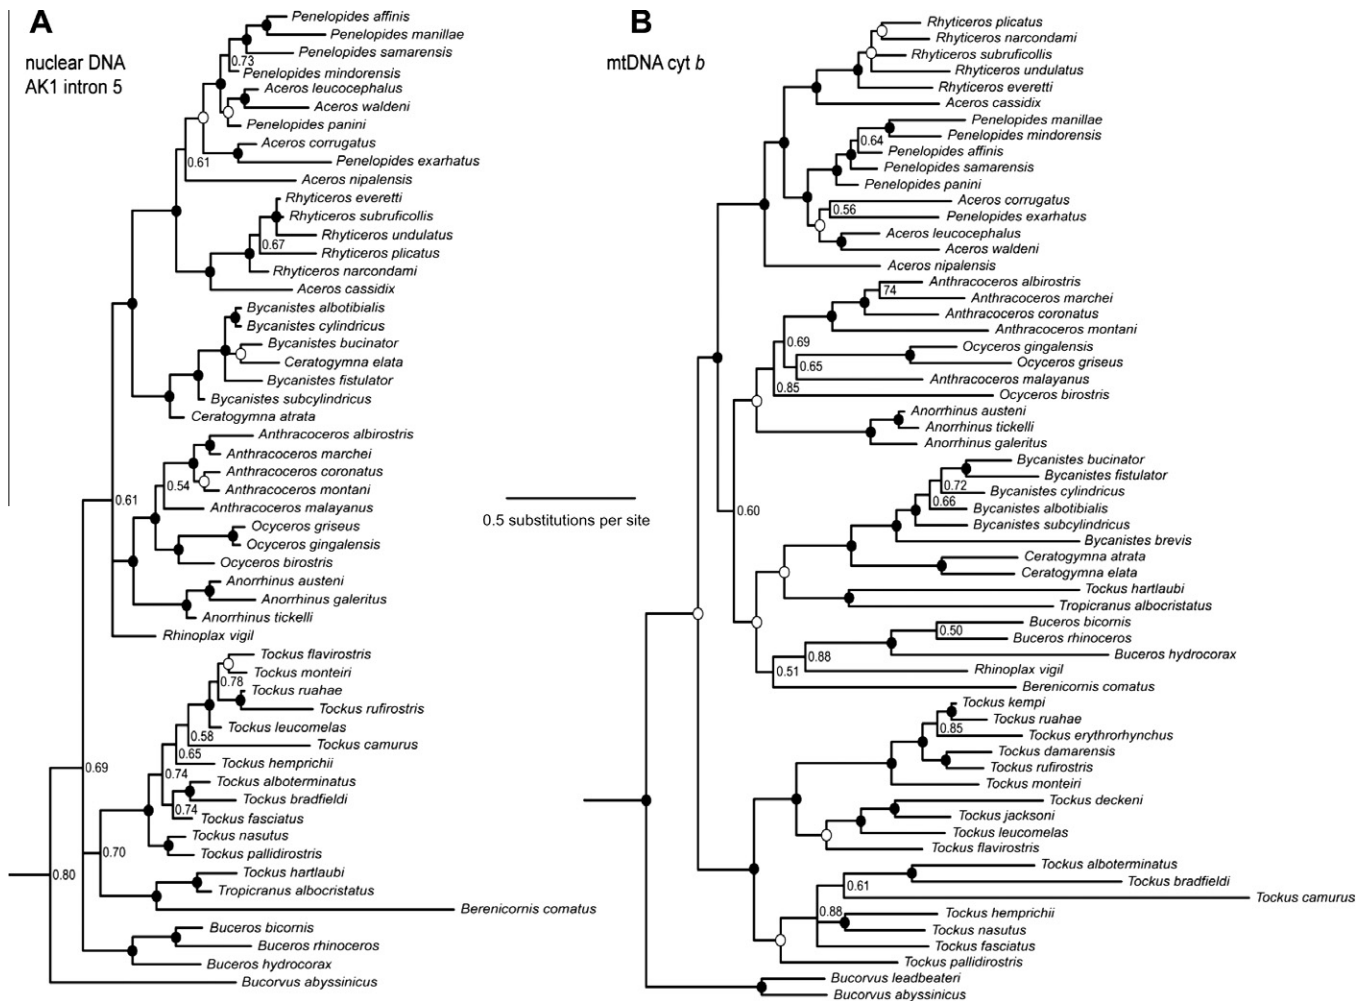 A
nuclear DNA
AK1 intron 5
Penelopides affinis
Penelopides manillae
Penelopides samarensis
0.73
Penelopides mindorensis
Aceros leucocephalus
Aceros waldeni
Penelopides panini
Aceros corrugatus
Penelopides exarhatus
0.61
Aceros nipalensis
Rhyticeros everetti
Rhyticeros subruficollis
Rhyticeros undulatus
0.67
Rhyticeros plicatus
Rhyticeros narcondami
Aceros cassidix
Bycanistes albotibialis
Bycanistes cylindricus
Bycanistes bucinator
Ceratogymna elata
Bycanistes fistulator
Bycanistes subcylindricus
Ceratogymna atrata
Anthracoceros albirostris
Anthracoceros marchei
Anthracoceros coronatus
0.54
Anthracoceros montani
0.61
Anthracoceros malayanus
Ocyceros griseus
Ocyceros gingalensis
Ocyceros birostris
Anorrhinus austeni
Anorrhinus galeritus
Anorrhinus tickelli
Rhinoplax vigil
Tockus flavirostris
Tockus monteiri
0.78
Tockus ruahae
Tockus rufirostris
Tockus leucomelas
0.58
Tockus camurus
0.65
Tockus hemprichii
0.69
0.74
Tockus alboterminatus
Tockus bradfieldi
0.74
Tockus fasciatus
Tockus nasutus
0.70
Tockus pallidirostris
0.80
Tockus hartlaubi
Tropicranus albocristatus
Berenicornis comatus
Buceros bicornis
Buceros rhinoceros
Buceros hydrocorax
Bucorvus abyssinicus
0.5 substitutions per site
B
mtDNA cyt b
Rhyticeros plicatus
Rhyticeros narcondami
Rhyticeros subruficollis
Rhyticeros undulatus
Rhyticeros everetti
Aceros cassidix
Penelopides manillae
Penelopides mindorensis
0.64
Penelopides affinis
Penelopides samarensis
Penelopides panini
Aceros corrugatus
0.56
Penelopides exarhatus
Aceros leucocephalus
Aceros waldeni
Aceros nipalensis
Anthracoceros albirostris
74
Anthracoceros marchei
Anthracoceros coronatus
Anthracoceros montani
0.69
Ocyceros gingalensis
Ocyceros griseus
0.65
Anthracoceros malayanus
0.85
Ocyceros birostris
Anorrhinus austeni
Anorrhinus tickelli
Anorrhinus galeritus
Bycanistes bucinator
Bycanistes fistulator
0.72
Bycanistes cylindricus
0.66
Bycanistes albotibialis
0.60
Bycanistes subcylindricus
Bycanistes brevis
Ceratogymna atrata
Ceratogymna elata
Tockus hartlaubi
Tropicranus albocristatus
Buceros bicornis
0.50
Buceros rhinoceros
0.88
Buceros hydrocorax
0.51
Rhinoplax vigil
Berenicornis comatus
Tockus kempi
Tockus ruahae
0.85
Tockus erythrorhynchus
Tockus damarensis
Tockus rufirostris
Tockus monteiri
Tockus deckeni
Tockus jacksoni
Tockus leucomelas
Tockus flavirostris
Tockus alboterminatus
0.61
Tockus bradfieldi
Tockus camurus
0.88
Tockus hemprichii
Tockus nasutus
Tockus fasciatus
Tockus pallidirostris
Bucorvus leadbeateri
Bucorvus abyssinicus